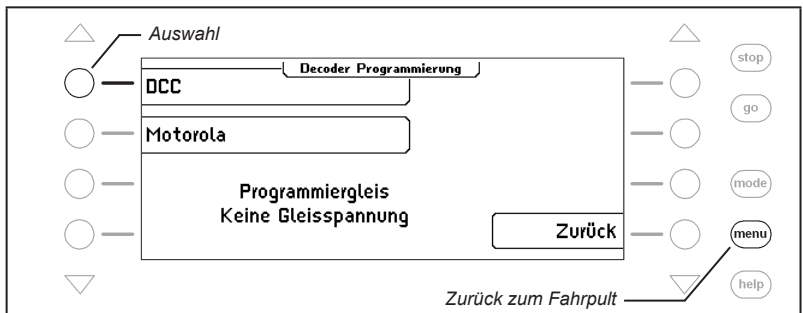 Auswahl
stop
Decoder Programmierung
DCC
go
Motorola
Programmiergleis
mode
Keine Gleisspannung
Zurück
menu
help
Zurück zum Fahrpult